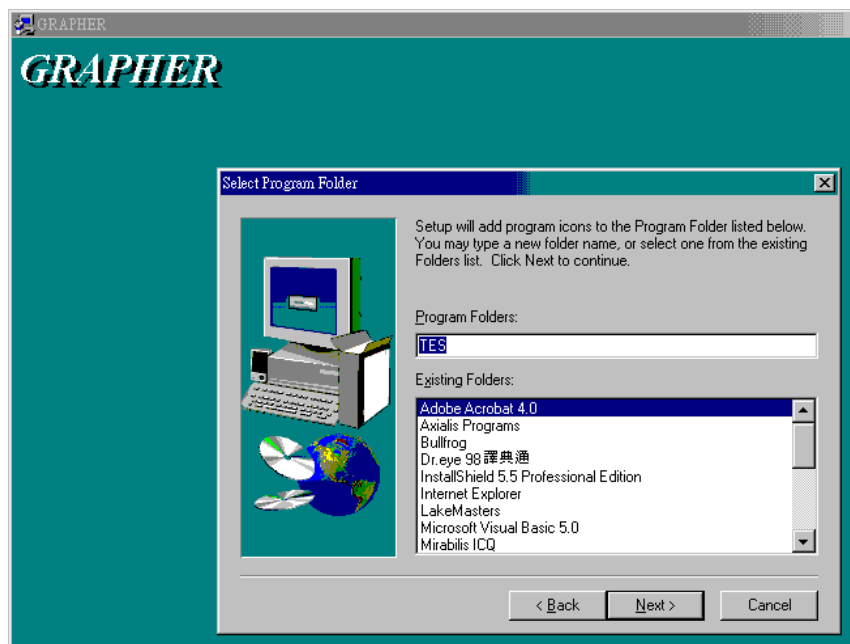 GRAPHER
GRAPHER
Select Program Folder
Setup will add program icons to the Program Folder listed below.
You may type a new folder name, or select one from the existing
Folders list. Click Next to continue.
Program Folders:
TES
Existing Folders:
Adobe Acrobat 4.0
Axialis Programs
Bullfrog
Dr.eye 98譯典通
InstallShield 5.5 Professional Edition
Internet Explorer
LakeMasters
Microsoft Visual Basic 5.0
Mirabilis ICQ
< Back Next > Cancel